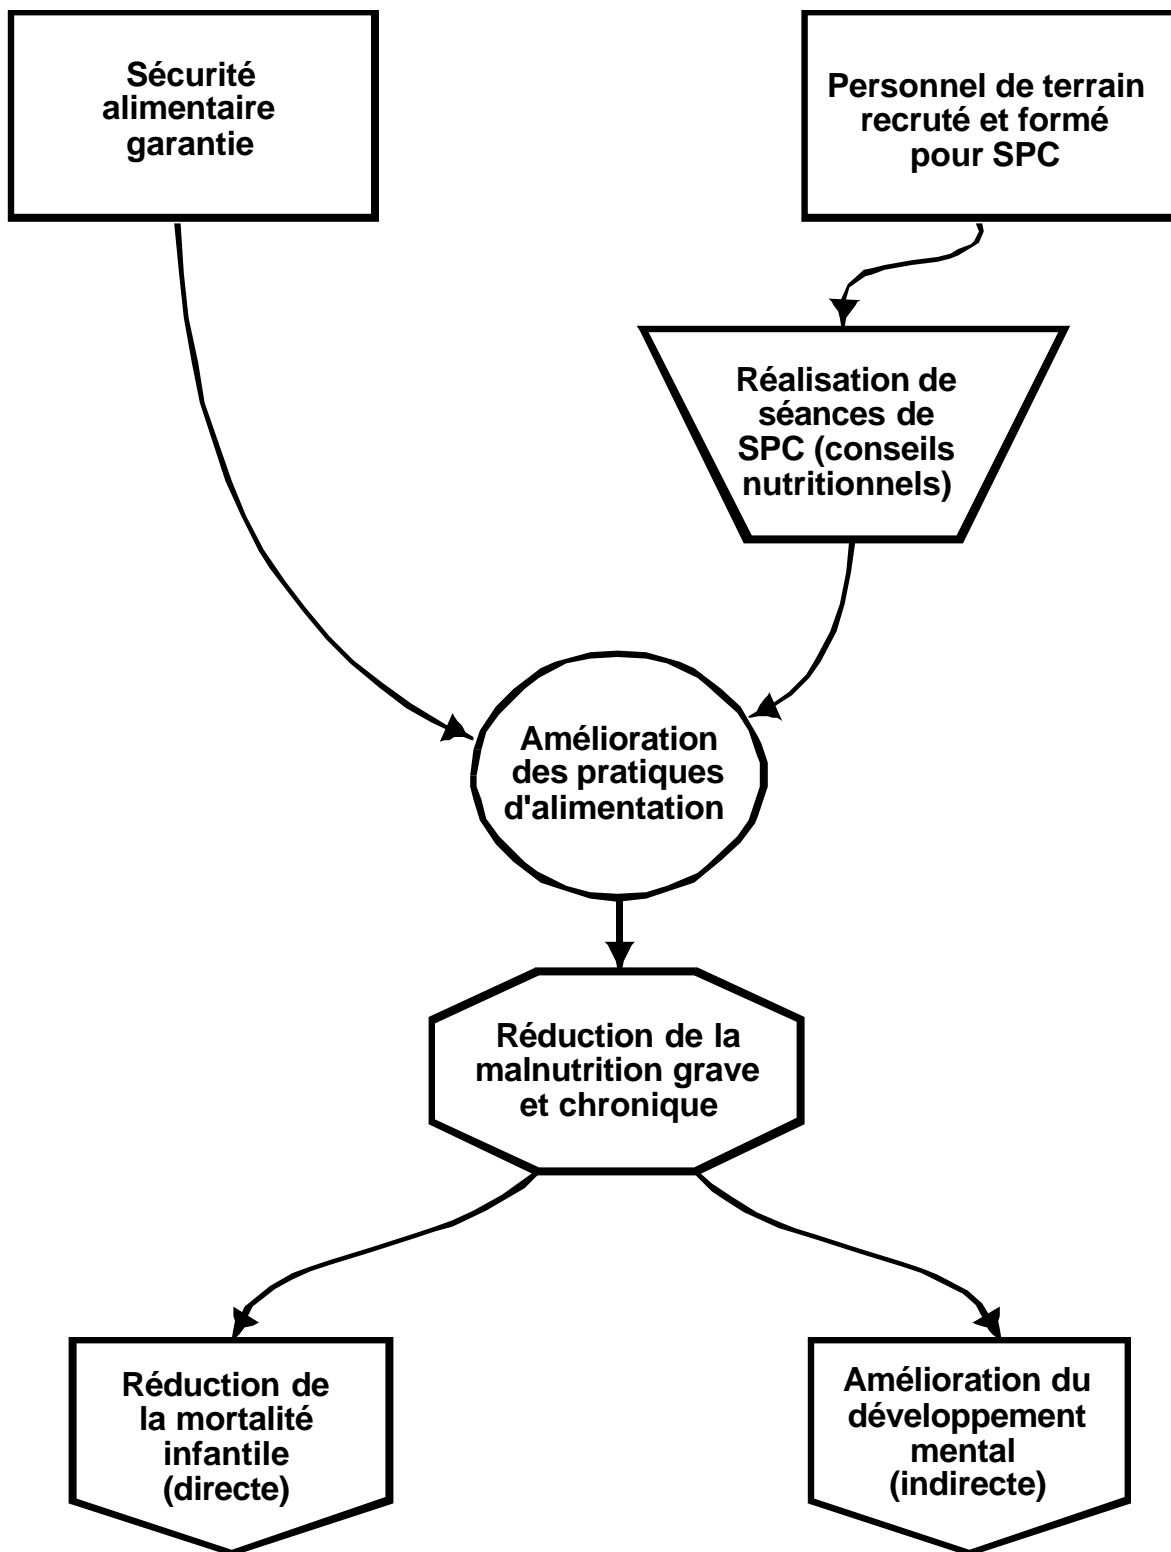 Sécurité
alimentaire
garantie
Personnel de terrain
recruté et formé
pour SPC
Réalisation de
séances de
SPC (conseils
nutritionnels)
Amélioration
des pratiques
d'alimentation
Réduction de la
malnutrition grave
et chronique
Réduction de
la mortalité
infantile
(directe)
Amélioration du
développement
mental
(indirecte)